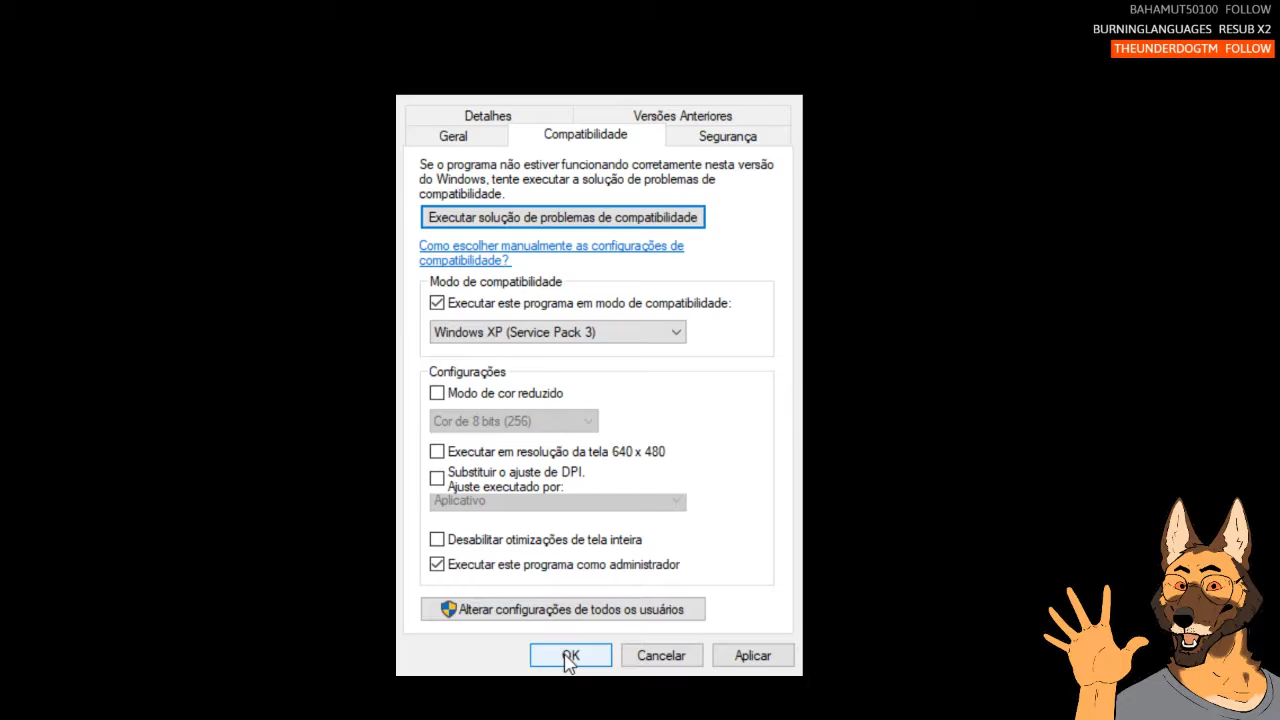 BAHAMUT50100 FOLLOW
BURNINGLANGUAGES RESUB X2
THEUNDERDOGTM FOLLOW
Detalhes
Versões Anteriores
Geral
Compatibilidade
Segurança
Se o programa não estiver funcionando corretamente nesta versão
do Windows, tente executar a solução de problemas de
compatibilidade.
Executar solução de problemas de compatibilidade
Como escolher manualmente as configurações de
compatibilidade?
Modo de compatibilidade
Executar este programa em modo de compatibilidade:
Windows XP (Service Pack 3)
Configurações
Modo de cor reduzido
Cor de 8 bits (256)
Executar em resolução da tela 640 x 480
Substituir o ajuste de DPI.
Ajuste executado por:
Aplicativo
Desabilitar otimizações de tela inteira
Executar este programa como administrador
Alterar configurações de todos os usuários
OK
Cancelar
Aplicar